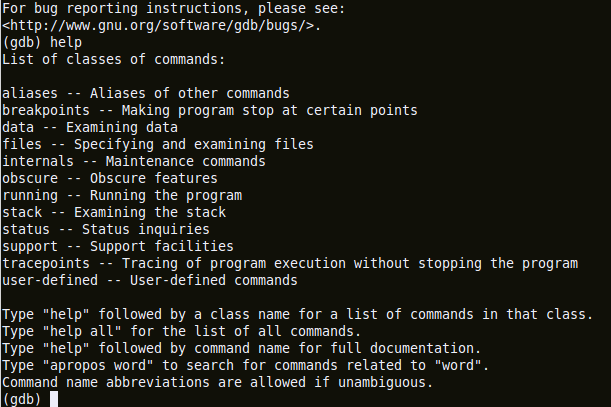 For bug reporting instructions, please see:
<http://www.gnu.org/software/gdb/bugs/>.
(gdb) help
List of classes of commands:
aliases -- Aliases of other commands
breakpoints -- Making program stop at certain points
data -- Examining data
files -- Specifying and examining files
internals -- Maintenance commands
obscure -- Obscure features
running -- Running the program
stack -- Examining the stack
status -- Status inquiries
support -- Support facilities
tracepoints -- Tracing of program execution without stopping the program
user-defined -- User-defined commands
Type "help" followed by a class name for a list of commands in that class.
Type "help all" for the list of all commands.
Type "help" followed by command name for full documentation.
Type "apropos word" to search for commands related to "word".
Command name abbreviations are allowed if unambiguous.
(gdb)